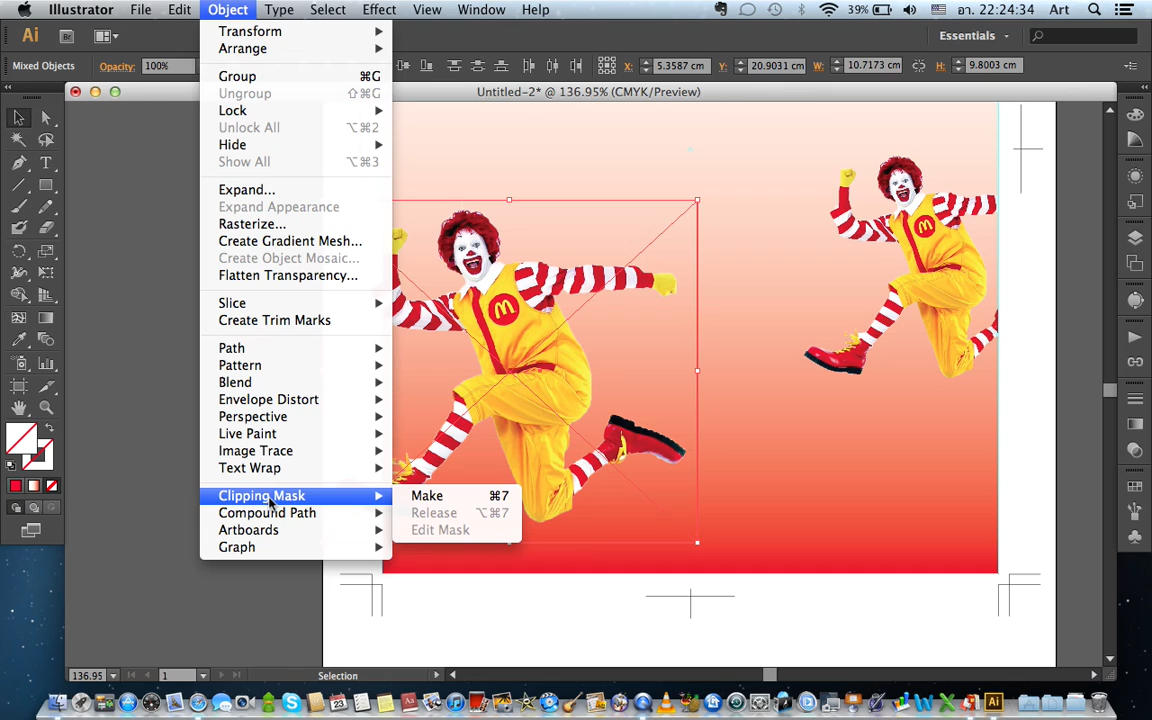 Illustrator File Edit Object Type Select Effect View Window Help 39% อา. 22:24:34 Art
Ai Br Essentials
Mixed Objects Opacity: 100% X: 5.3587 cm Y: 20.9031 cm W: 10.7173 cm H: 9.8003 cm
Untitled-2* @ 136.95% (CMYK/Preview)
Transform
Arrange
Group ⌘G
Ungroup ⇧⌘G
Lock
Unlock All ⌥⌘2
Hide
Show All ⌥⌘3
Expand...
Expand Appearance
Rasterize...
Create Gradient Mesh...
Create Object Mosaic...
Flatten Transparency...
Slice
Create Trim Marks
Path
Pattern
Blend
Envelope Distort
Perspective
Live Paint
Image Trace
Text Wrap
Clipping Mask
Compound Path
Artboards
Graph
Make ⌘7
Release ⌥⌘7
Edit Mask
136.95 1 Selection